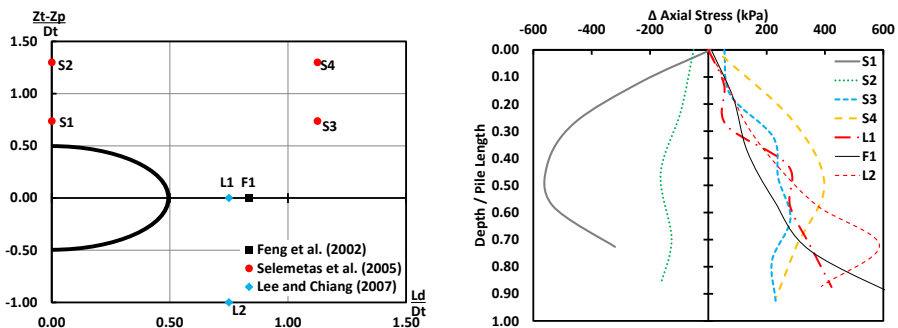 Zt-Zp
Dt
1.50
1.00
0.50
0.00
-0.50
-1.00
0.00
0.50
1.00
1.50
S2
S4
S1
S3
L1 F1
L2
Feng et al. (2002)
Selemetas et al. (2005)
Lee and Chiang (2007)
Ld
Dt
Δ Axial Stress (kPa)
-600 -400 -200 0 200 400 600
Depth / Pile Length
0.00
0.10
0.20
0.30
0.40
0.50
0.60
0.70
0.80
0.90
S1
S2
S3
S4
L1
F1
L2